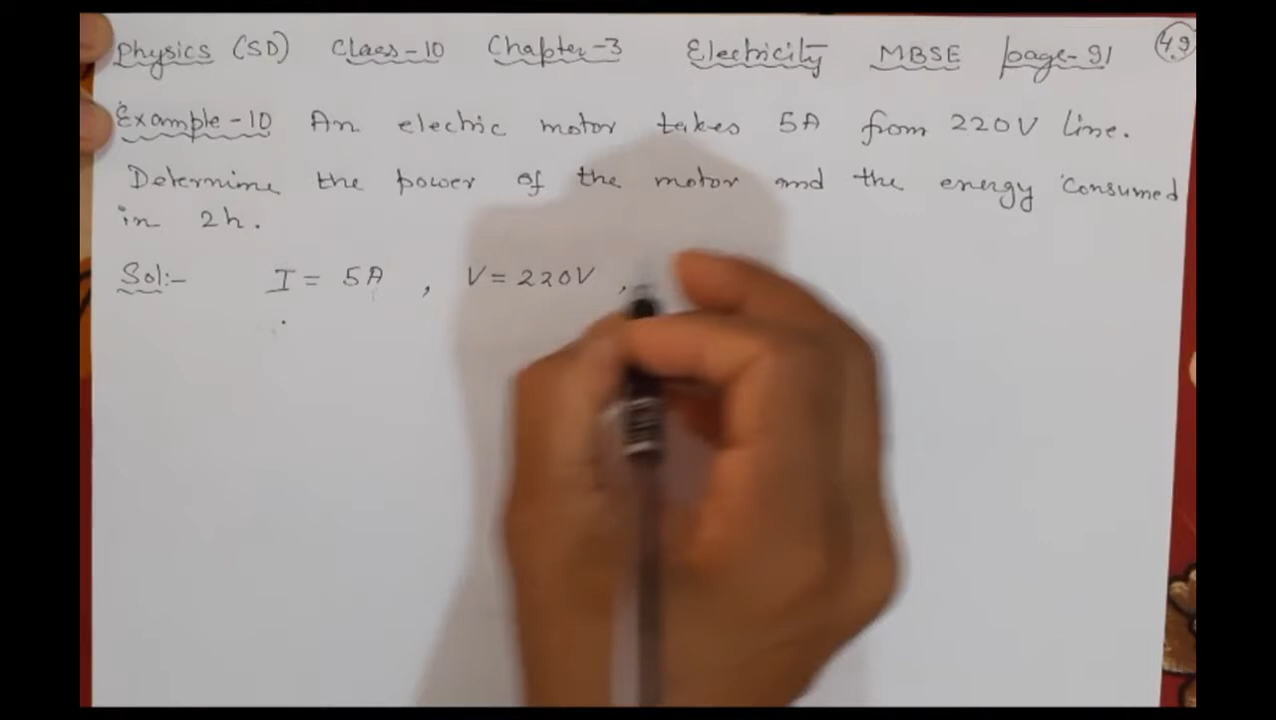 Physics (SD) Class-10 Chapter-3 Electricity MBSE page-91 49
Example-10 An electric motor takes 5A from 220V line.
Determine the power of the motor and the energy consumed
in 2h.
Sol:- I = 5A , V = 220V ,